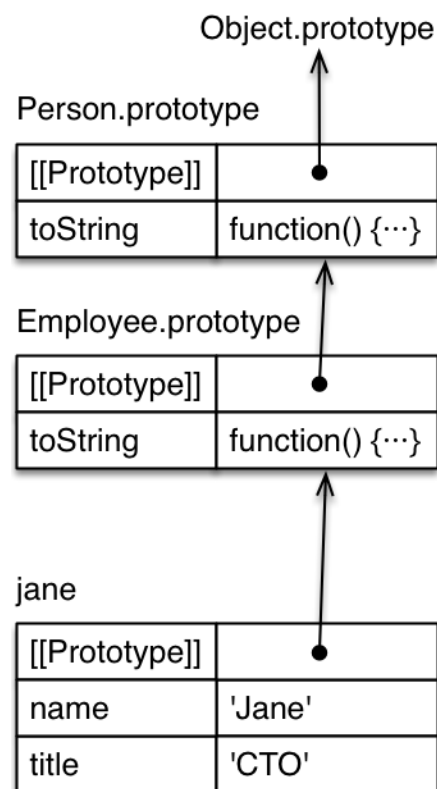 Object.prototype
Person.prototype
[[Prototype]]
toString function() {···}
Employee.prototype
[[Prototype]]
toString function() {···}
jane
[[Prototype]]
name 'Jane'
title 'CTO'